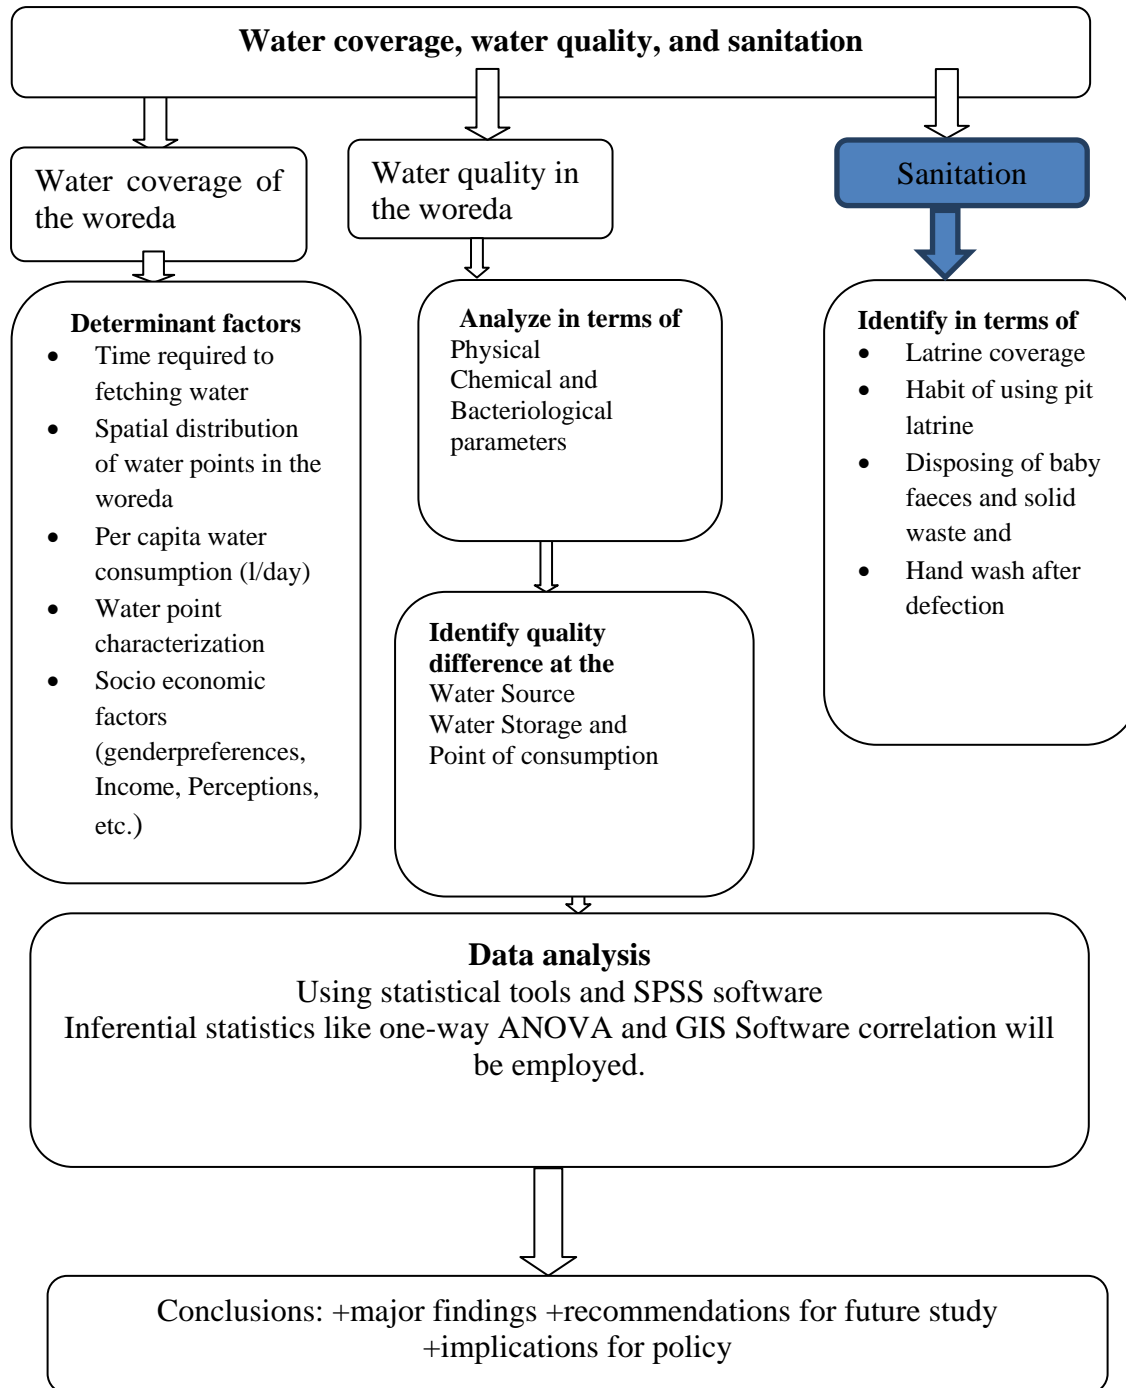 Water coverage, water quality, and sanitation
Water coverage of
the woreda
Water quality in
the woreda
Sanitation
Determinant factors
• Time required to
fetching water
• Spatial distribution
of water points in the
woreda
• Per capita water
consumption (l/day)
• Water point
characterization
• Socio economic
factors
(genderpreferences,
Income, Perceptions,
etc.)
Analyze in terms of
Physical
Chemical and
Bacteriological
parameters
Identify quality
difference at the
Water Source
Water Storage and
Point of consumption
Identify in terms of
• Latrine coverage
• Habit of using pit
latrine
• Disposing of baby
faeces and solid
waste and
• Hand wash after
defection
Data analysis
Using statistical tools and SPSS software
Inferential statistics like one-way ANOVA and GIS Software correlation will
be employed.
Conclusions: +major findings +recommendations for future study
+implications for policy